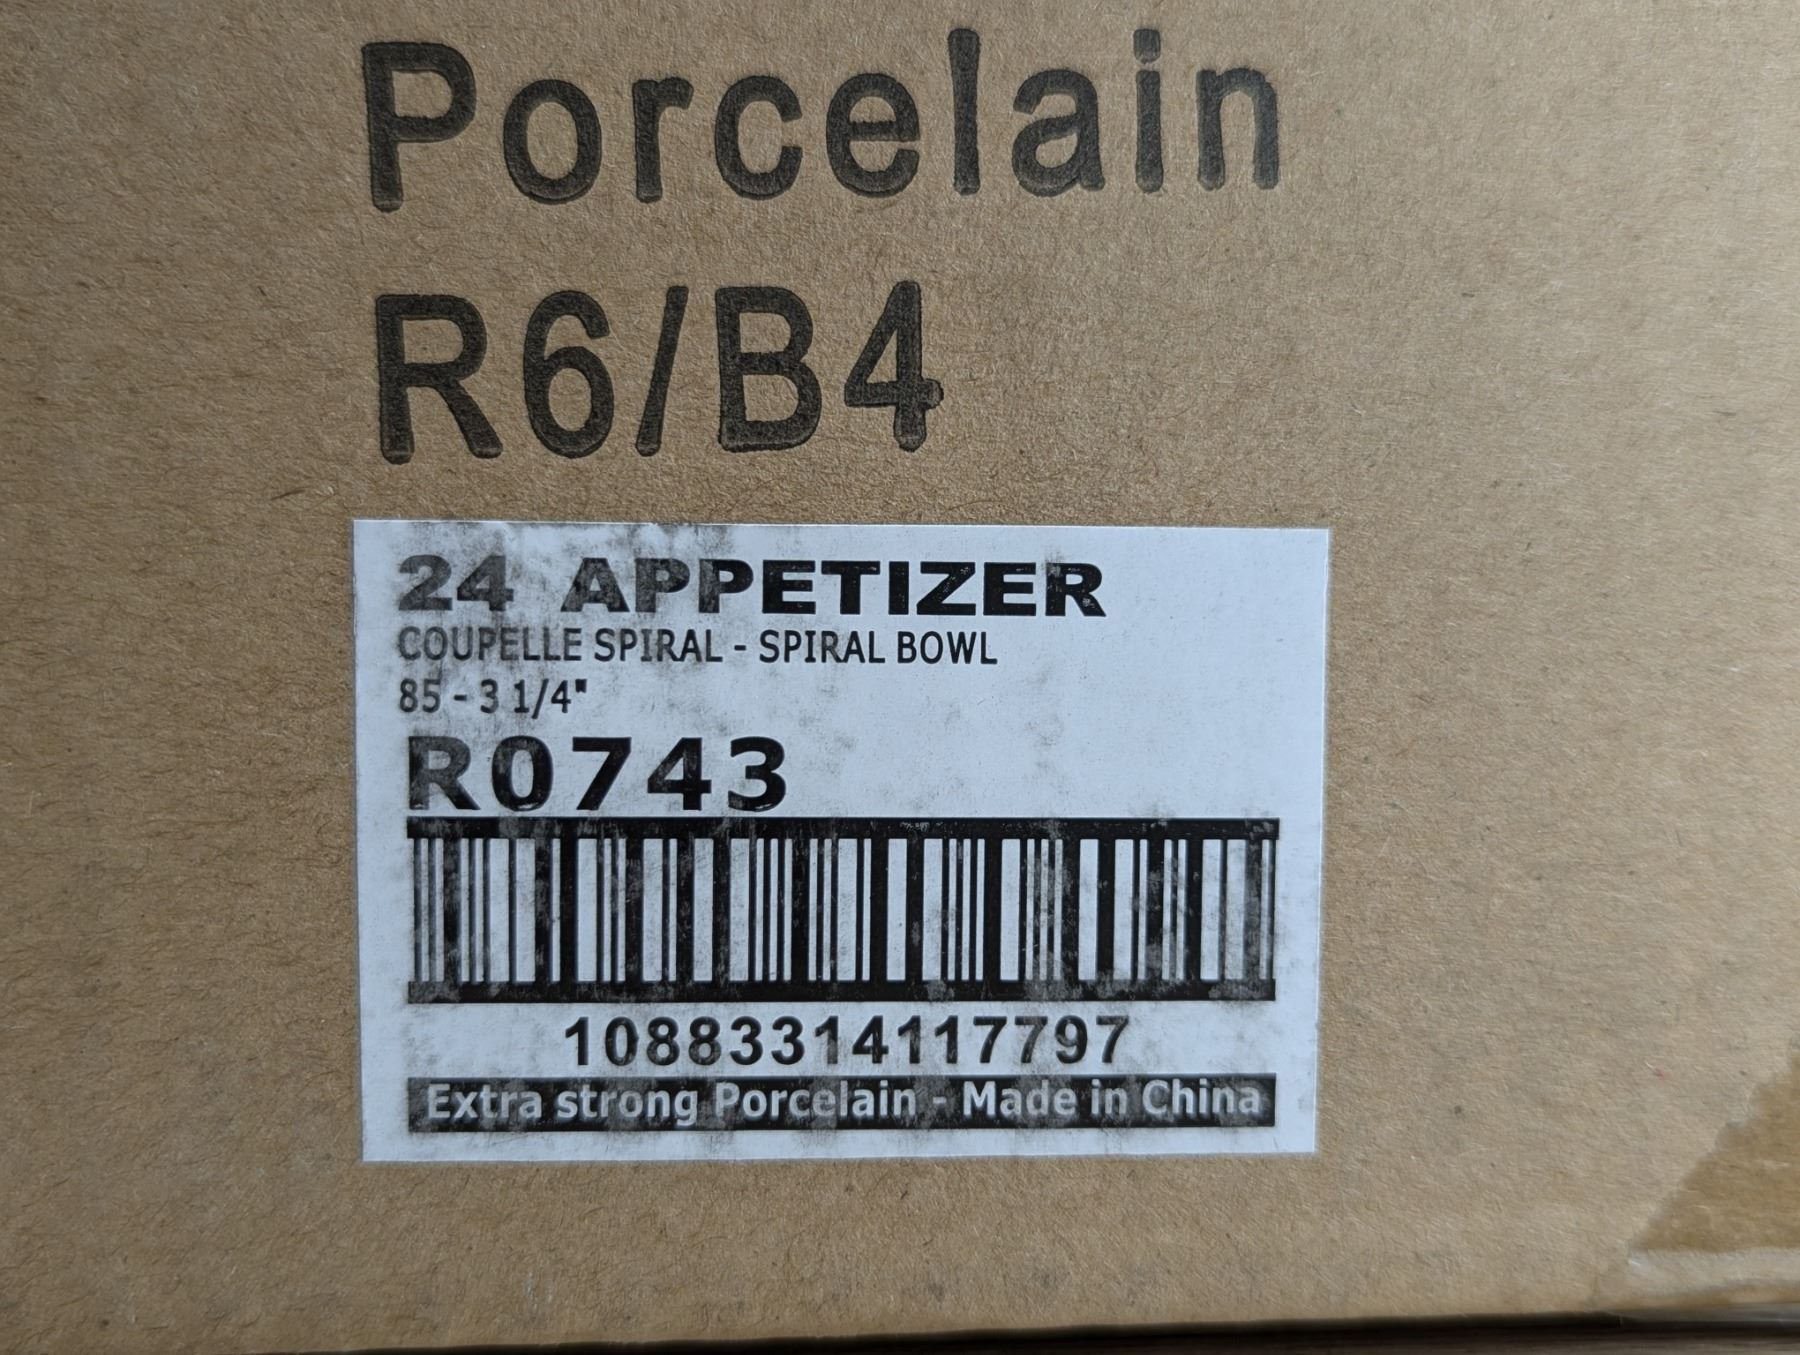 Porcelain
R6/B4
24 APPETIZER
COUPELLE SPIRAL - SPIRAL BOWL
85 - 3 1/4"
R0743
10883314117797
Extra strong Porcelain - Made in China